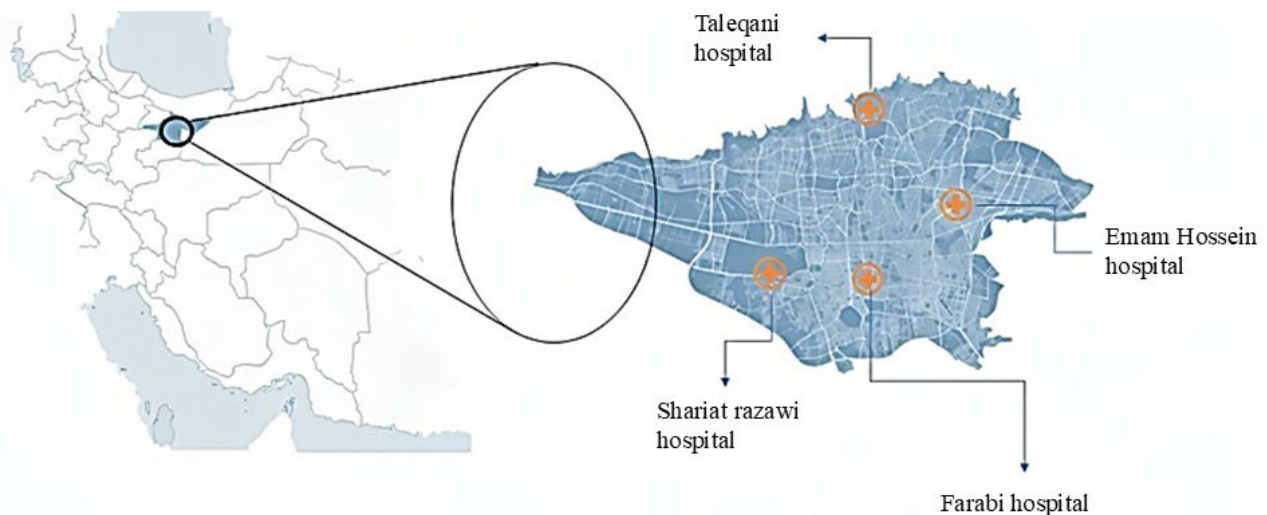 Taleqani
hospital
Emam Hossein
hospital
Shariat razawi
hospital
Farabi hospital